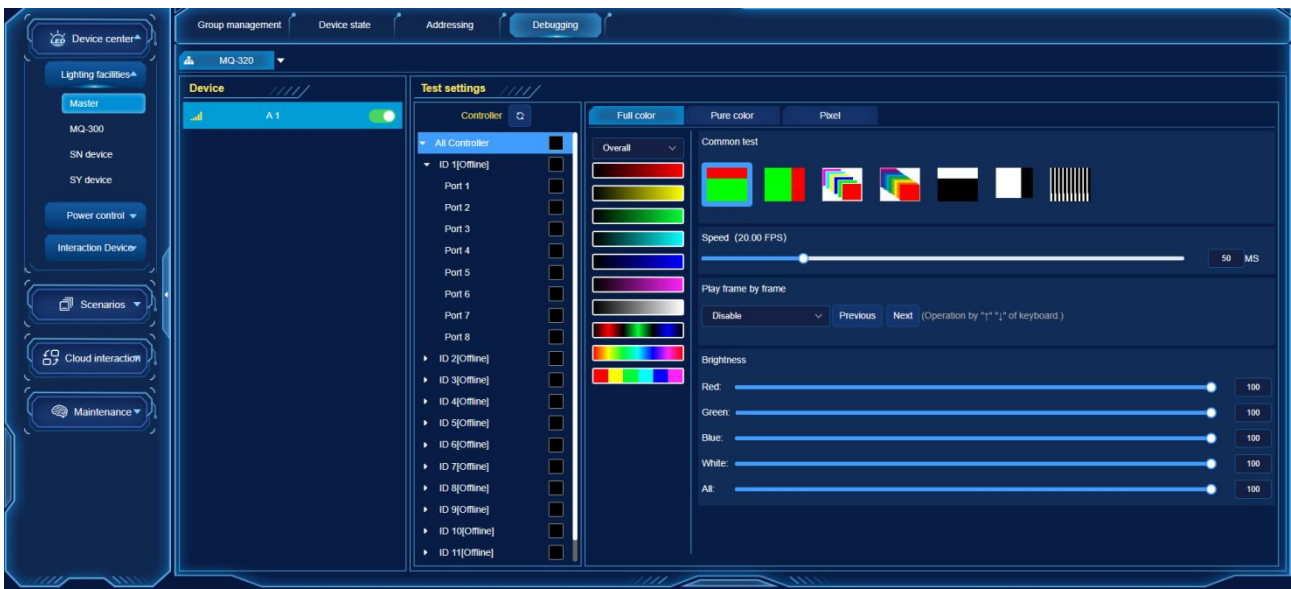 Device center
Lighting facilities
Master
MQ-300
SN device
SY device
Power control
Interaction Device
Scenarios
Cloud interaction
Maintenance
Group management
Device state
Addressing
Debugging
MQ-320
Device
A 1
Test settings
Controller
All Controller
ID 1[Offline]
Port 1
Port 2
Port 3
Port 4
Port 5
Port 6
Port 7
Port 8
ID 2[Offline]
ID 3[Offline]
ID 4[Offline]
ID 5[Offline]
ID 6[Offline]
ID 7[Offline]
ID 8[Offline]
ID 9[Offline]
ID 10[Offline]
ID 11[Offline]
Full color
Pure color
Pixel
Overall
Common test
Speed (20.00 FPS)
50 MS
Play frame by frame
Disable
Previous
Next
(Operation by "↑" "↓" of keyboard.)
Brightness
Red: 100
Green: 100
Blue: 100
White: 100
All: 100
LED